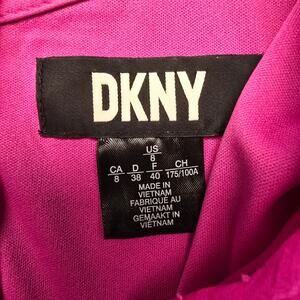 DKNY
US
8
CA D F CH
8 38 40 175/100A
MADE IN
VIETNAM
FABRIQUÉ AU
VIETNAM
GEMAAKT IN
VIETNAM